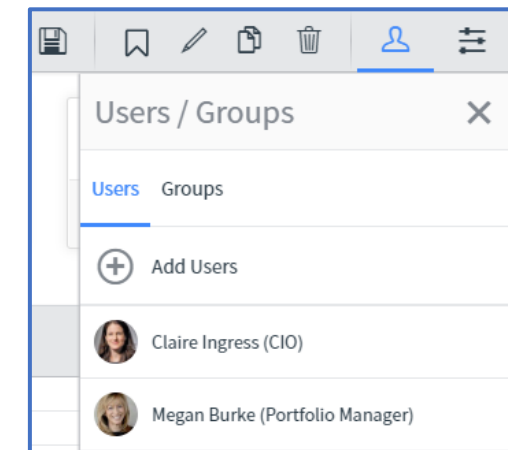 Users / Groups
Users Groups
Add Users
Claire Ingress (CIO)
Megan Burke (Portfolio Manager)